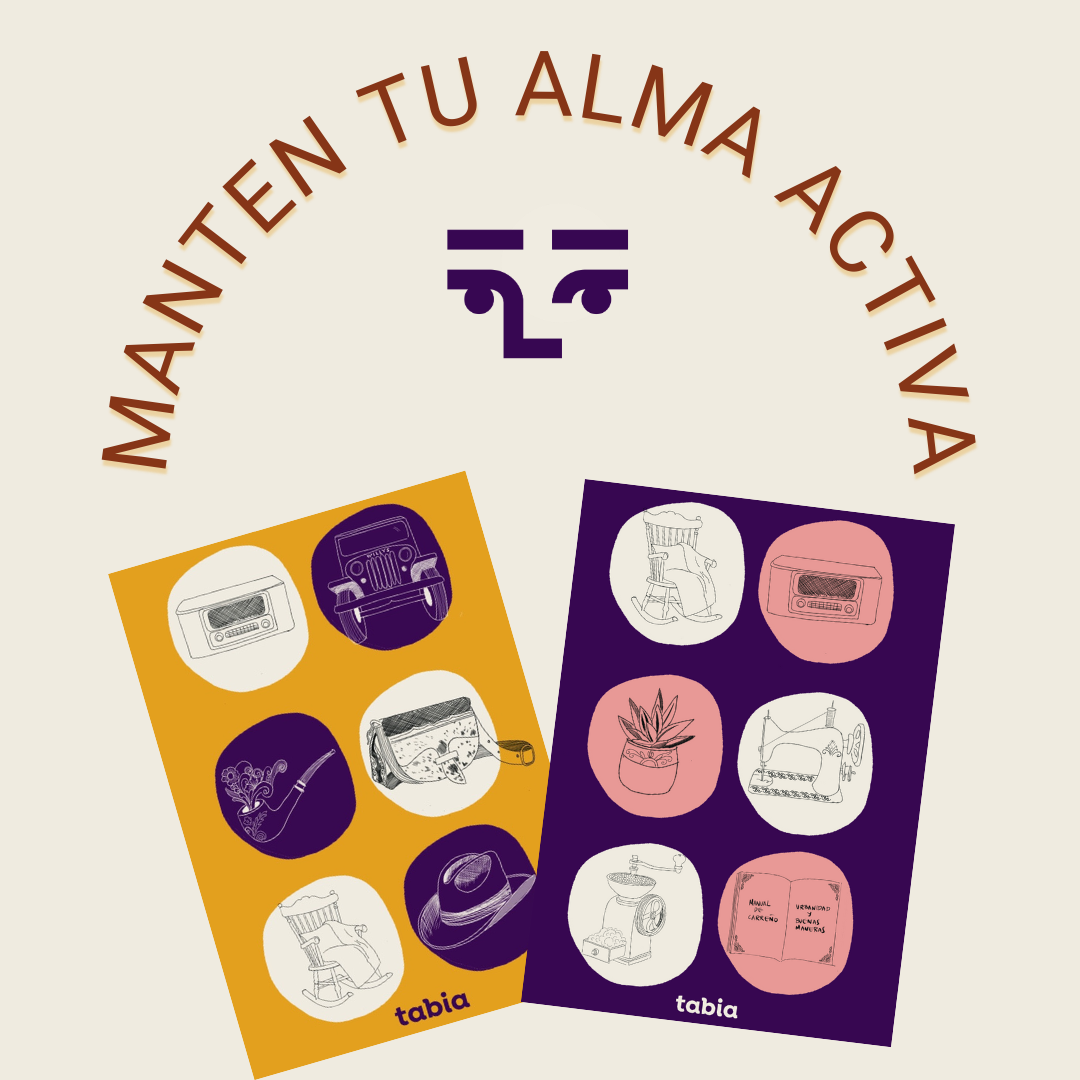 MANTEN TU ALMA ACTIVA
WILLYS
MANUAL
DE
CARREÑO
URBANIDAD
Y
BUENAS
MANERAS
tabia
tabia